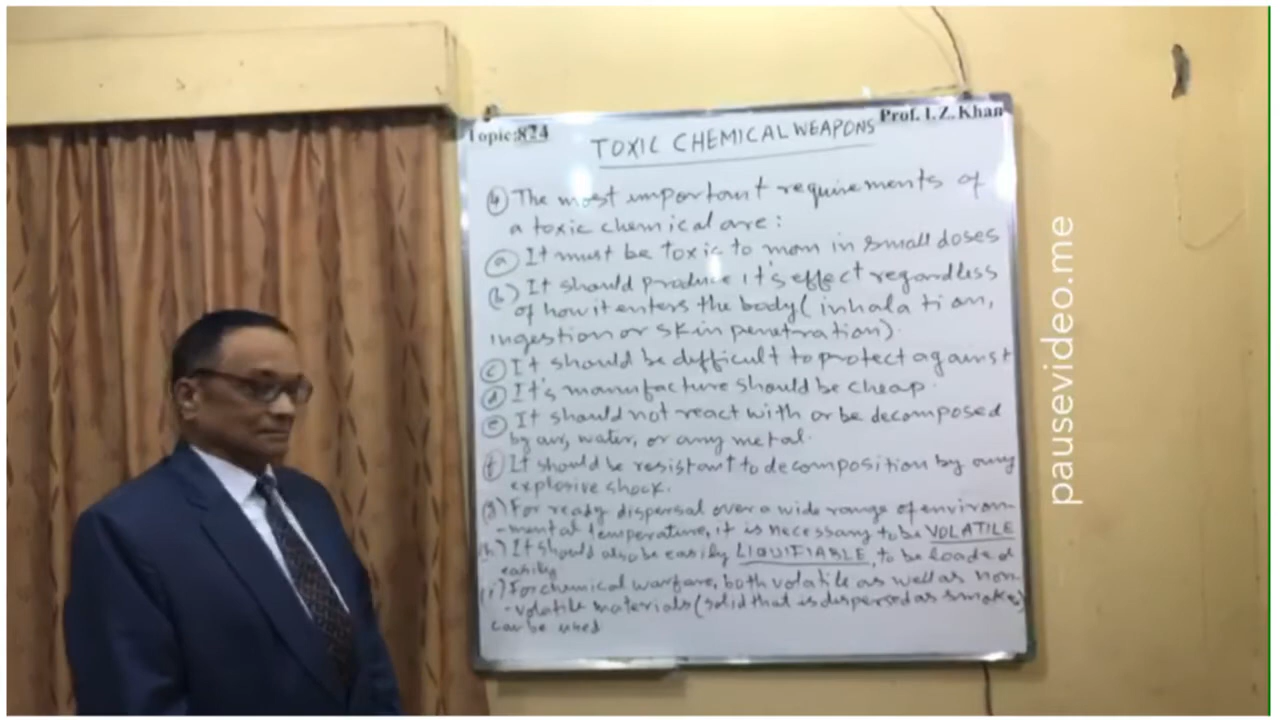 Topic:824
Prof. I. Z. Khan
TOXIC CHEMICAL WEAPONS
④ The most important requirements of
a toxic chemical are:
ⓐ It must be toxic to man in small doses
(b) It should produce it's effect regardless
of how it enters the body (inhalation,
ingestion or skin penetration).
ⓒ It should be difficult to protect against
ⓓ It's manufacture should be cheap.
ⓔ It should not react with or be decomposed
by air, water, or any metal.
(f) It should be resistant to decomposition by any
explosive shock.
(g) For ready dispersal over a wide range of environ-
-mental temperature, it is necessary to be VOLATILE
(h) It should also be easily LIQUIFIABLE, to be loaded
easily
(i) For chemical warfare, both volatile as well as non-
-volatile materials (solid that is dispersed as smoke)
can be used
pausevideo.me